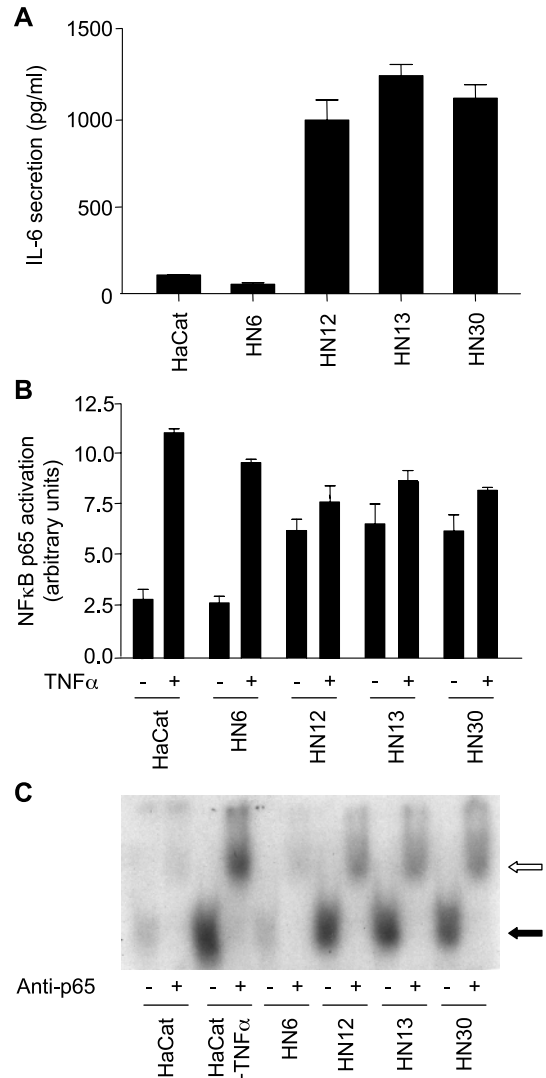 A
IL-6 secretion (pg/ml)
1500
1000
500
0
HaCat
HN6
HN12
HN13
HN30
B
NFκB p65 activation
(arbitrary units)
12.5
10.0
7.5
5.0
2.5
0.0
TNFα - + - + - + - + - +
HaCat
HN6
HN12
HN13
HN30
C
Anti-p65 - + - + - + - + - + - +
HaCat
HaCat
-TNFα
HN6
HN12
HN13
HN30